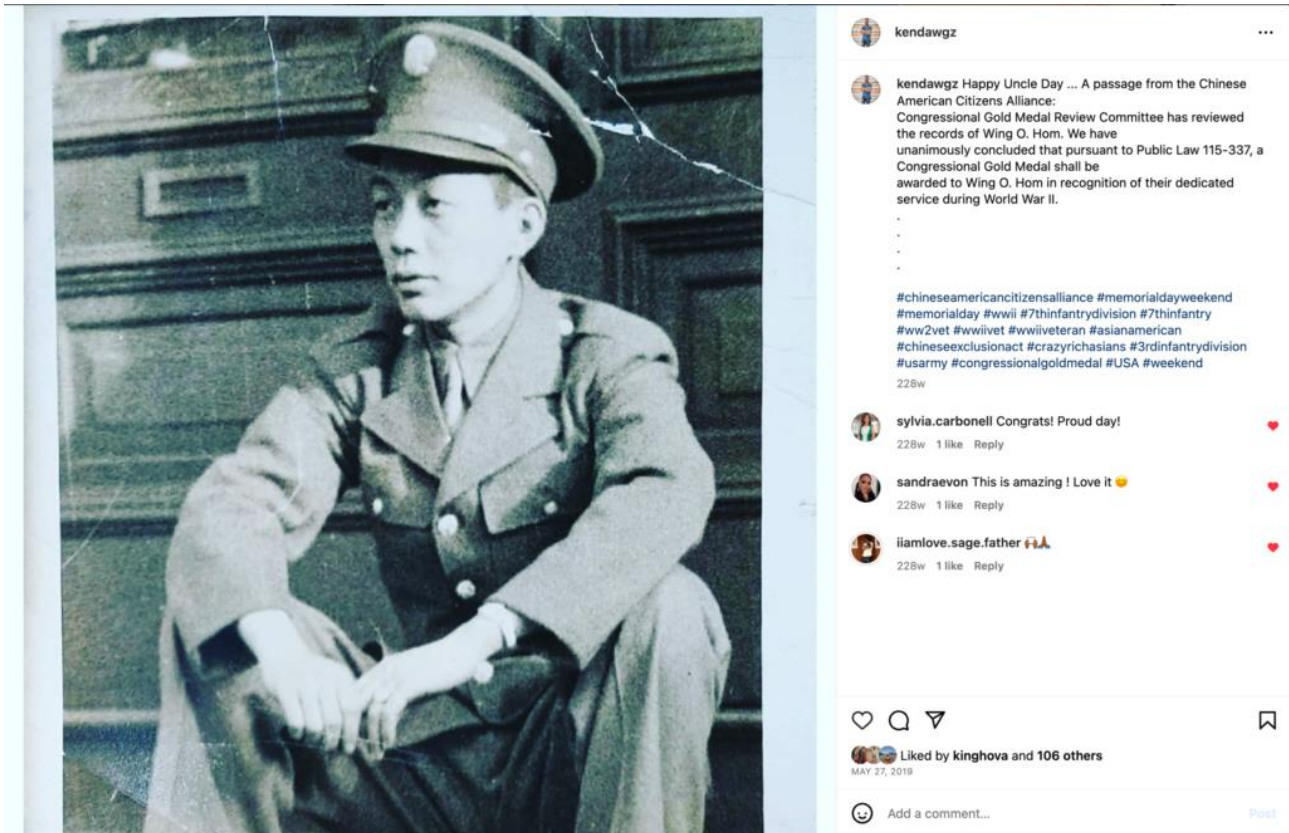 kendawgz
kendawgz Happy Uncle Day ... A passage from the Chinese
American Citizens Alliance:
Congressional Gold Medal Review Committee has reviewed
the records of Wing O. Hom. We have
unanimously concluded that pursuant to Public Law 115-337, a
Congressional Gold Medal shall be
awarded to Wing O. Hom in recognition of their dedicated
service during World War II.
.
.
.
.
#chineseamericancitizensalliance #memorialdayweekend
#memorialday #wwii #7thinfantrydivision #7thinfantry
#ww2vet #wwiivet #wwiiveteran #asianamerican
#chineseexclusionact #crazyrichasians #3rdinfantrydivision
#usarmy #congressionalgoldmedal #USA #weekend
228w
sylvia.carbonell Congrats! Proud day!
228w 1 like Reply
sandraevon This is amazing ! Love it 😊
228w 1 like Reply
iiamlove.sage.father 🙌🏾🙏🏾
228w 1 like Reply
Liked by kinghova and 106 others
MAY 27, 2019
Add a comment...
Post